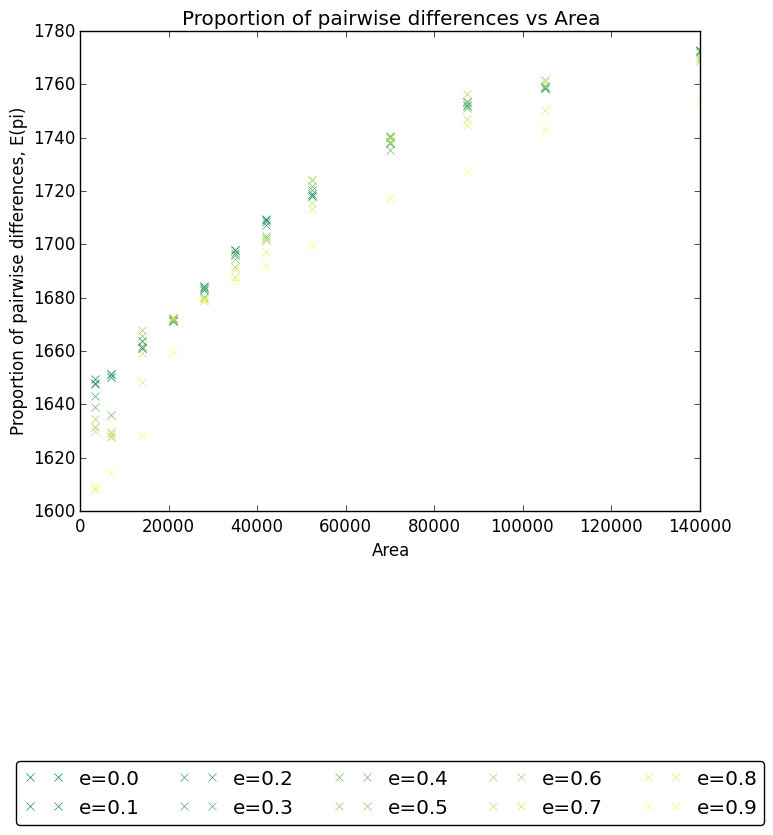 Proportion of pairwise differences vs Area
1780
1760
1740
1720
1700
1680
1660
1640
1620
1600
Proportion of pairwise differences, E(pi)
0 20000 40000 60000 80000 100000 120000 140000
Area
e=0.0 e=0.2 e=0.4 e=0.6 e=0.8
e=0.1 e=0.3 e=0.5 e=0.7 e=0.9